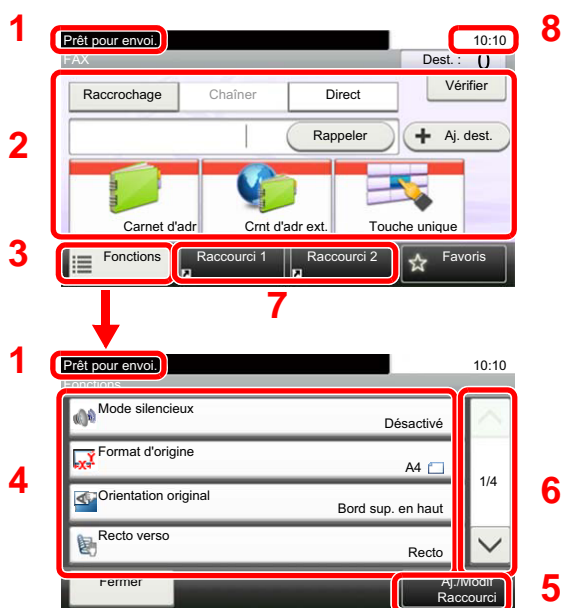 1
8
Prêt pour envoi.
10:10
FAX
Dest. :
0
Raccrochage
Chaîner
Direct
Vérifier
2
Rappeler
Aj. dest.
Carnet d'adr
Crnt d'adr ext.
Touche unique
3
Fonctions
Raccourci 1
Raccourci 2
Favoris
7
1
Prêt pour envoi.
10:10
Fonctions
4
Mode silencieux
Désactivé
Format d'origine
A4
1/4
6
Orientation original
Bord sup. en haut
Recto verso
Recto
Fermer
Aj./Modif
Raccourci
5